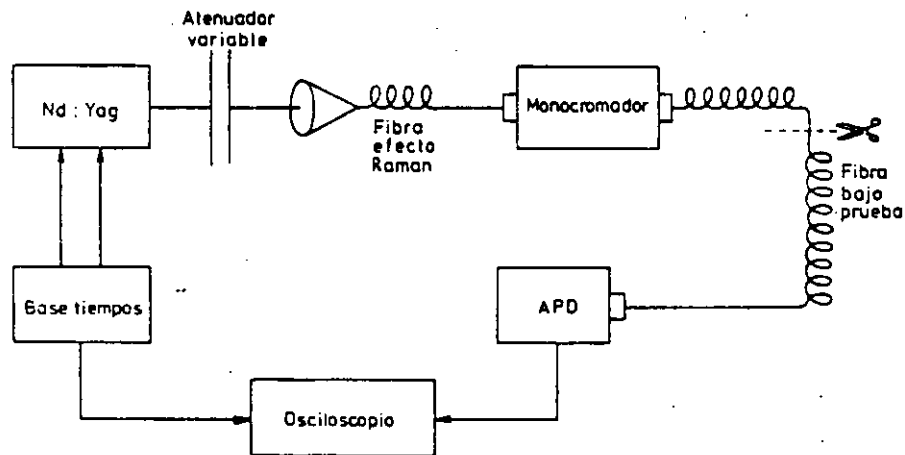 Atenuador
variable
Nd : Yag
Fibra
efecto
Raman
Monocromador
Fibra
bajo
prueba
Base tiempos
APD
Osciloscopio